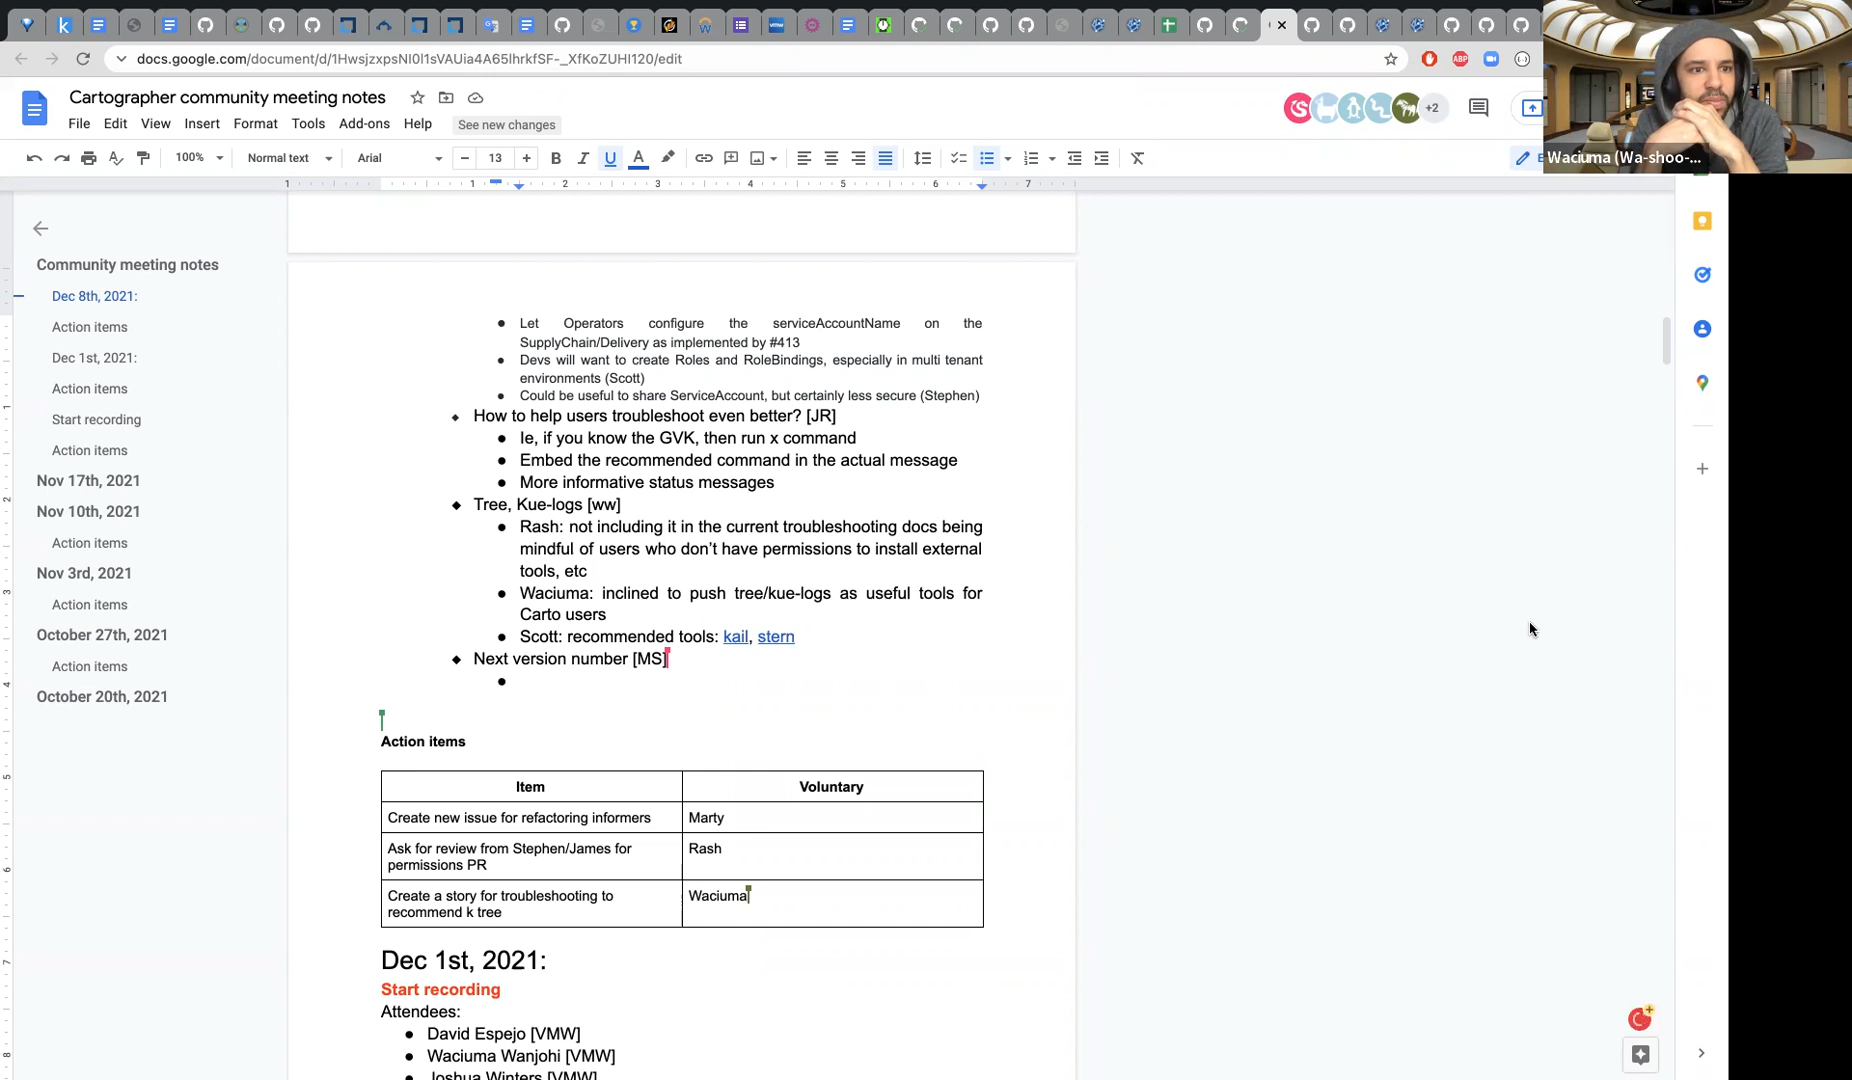 docs.google.com/document/d/1HwsjzxpsNI0l1sVAUia4A65lhrkfSF-_XfKoZUHI120/edit
Cartographer community meeting notes
File Edit View Insert Format Tools Add-ons Help See new changes
+2
100% Normal text Arial 13
Waciuma (Wa-shoo-...
1 1 2 3 4 5 6 7
Community meeting notes
Dec 8th, 2021:
Action items
Dec 1st, 2021:
Action items
Start recording
Action items
Nov 17th, 2021
Nov 10th, 2021
Action items
Nov 3rd, 2021
Action items
October 27th, 2021
Action items
October 20th, 2021
● Let Operators configure the serviceAccountName on the
SupplyChain/Delivery as implemented by #413
● Devs will want to create Roles and RoleBindings, especially in multi tenant
environments (Scott)
● Could be useful to share ServiceAccount, but certainly less secure (Stephen)
◆ How to help users troubleshoot even better? [JR]
● Ie, if you know the GVK, then run x command
● Embed the recommended command in the actual message
● More informative status messages
◆ Tree, Kue-logs [ww]
● Rash: not including it in the current troubleshooting docs being
mindful of users who don't have permissions to install external
tools, etc
● Waciuma: inclined to push tree/kue-logs as useful tools for
Carto users
● Scott: recommended tools: kail, stern
◆ Next version number [MS]
●
Action items
Item Voluntary
Create new issue for refactoring informers Marty
Ask for review from Stephen/James for Rash
permissions PR
Create a story for troubleshooting to Waciuma
recommend k tree
Dec 1st, 2021:
Start recording
Attendees:
● David Espejo [VMW]
● Waciuma Wanjohi [VMW]
● Joshua Winters [VMW]